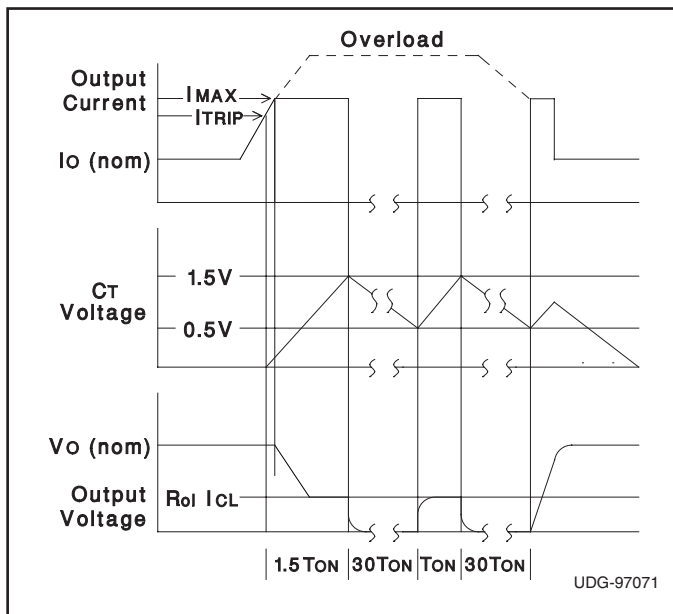 Overload
Output
Current
IMAX
ITRIP
IO (nom)
CT
Voltage
1.5V
0.5V
VO (nom)
Output
Voltage
Rol ICL
1.5TON
30TON
TON
30TON
UDG-97071